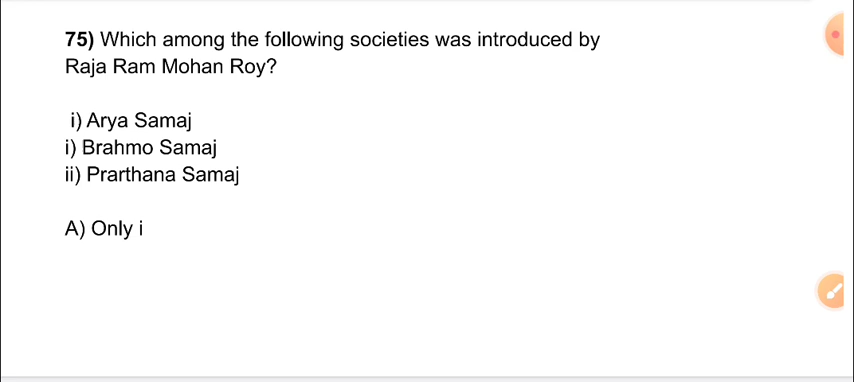 75) Which among the following societies was introduced by
Raja Ram Mohan Roy?
i) Arya Samaj
i) Brahmo Samaj
ii) Prarthana Samaj
A) Only i